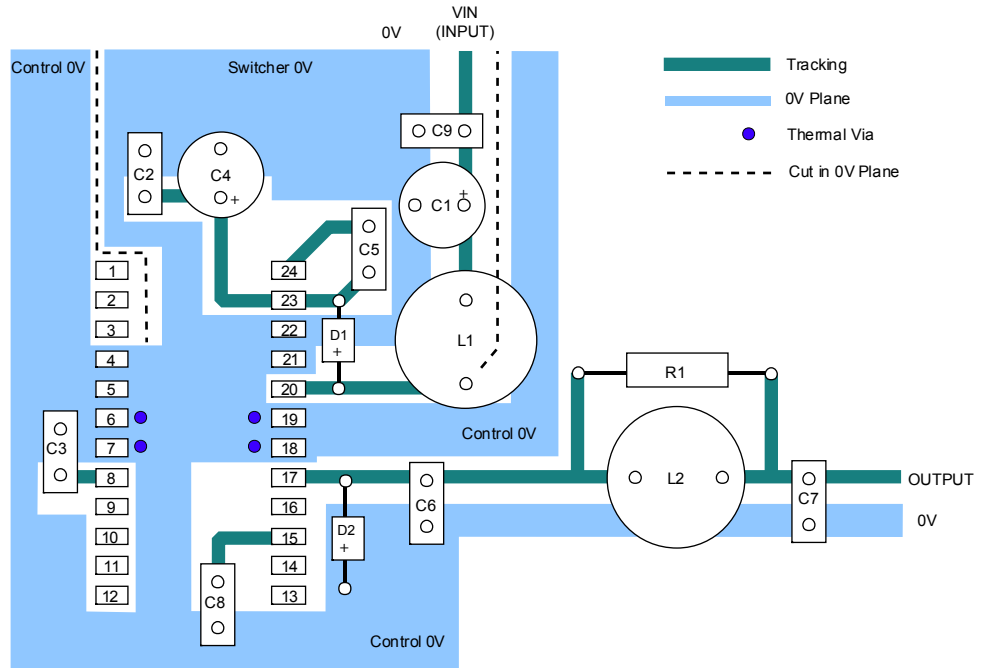 VIN
(INPUT)
0V
Control 0V
Switcher 0V
Tracking
0V Plane
Thermal Via
Cut in 0V Plane
C9
C2
C4
+
C1
+
C5
1
24
2
23
3
22
D1
+
L1
4
21
5
20
R1
6
19
7
18
Control 0V
C3
8
17
L2
OUTPUT
C6
C7
9
16
0V
10
15
D2
+
11
14
12
13
C8
Control 0V